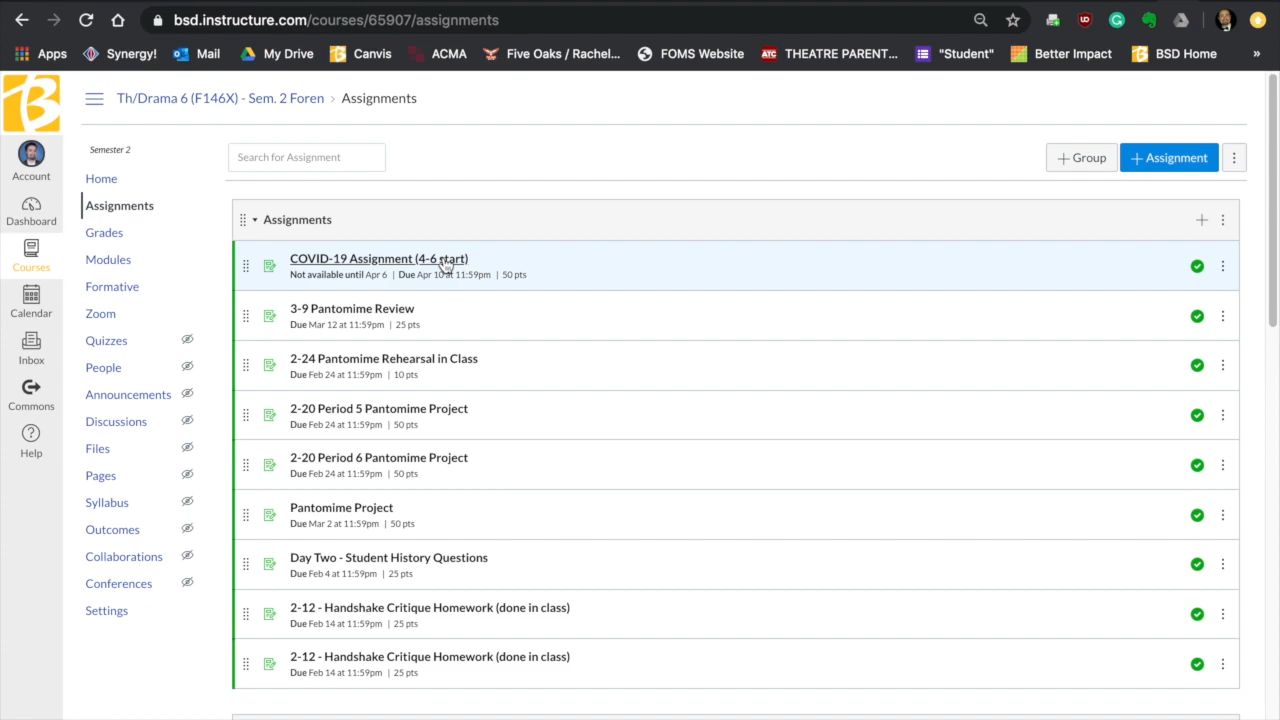 bsd.instructure.com/courses/65907/assignments
Apps Synergy! Mail My Drive Canvis ACMA Five Oaks / Rachel... FOMS Website ATC THEATRE PARENT... "Student" Better Impact BSD Home »
B
Th/Drama 6 (F146X) - Sem. 2 Foren › Assignments
Account
Dashboard
Courses
Calendar
Inbox
Commons
Help
Semester 2
Home
Assignments
Grades
Modules
Formative
Zoom
Quizzes
People
Announcements
Discussions
Files
Pages
Syllabus
Outcomes
Collaborations
Conferences
Settings
Search for Assignment
+ Group
+ Assignment
Assignments
COVID-19 Assignment (4-6 start)
Not available until Apr 6 | Due Apr 10 at 11:59pm | 50 pts
3-9 Pantomime Review
Due Mar 12 at 11:59pm | 25 pts
2-24 Pantomime Rehearsal in Class
Due Feb 24 at 11:59pm | 10 pts
2-20 Period 5 Pantomime Project
Due Feb 24 at 11:59pm | 50 pts
2-20 Period 6 Pantomime Project
Due Feb 24 at 11:59pm | 50 pts
Pantomime Project
Due Mar 2 at 11:59pm | 50 pts
Day Two - Student History Questions
Due Feb 4 at 11:59pm | 25 pts
2-12 - Handshake Critique Homework (done in class)
Due Feb 14 at 11:59pm | 25 pts
2-12 - Handshake Critique Homework (done in class)
Due Feb 14 at 11:59pm | 25 pts